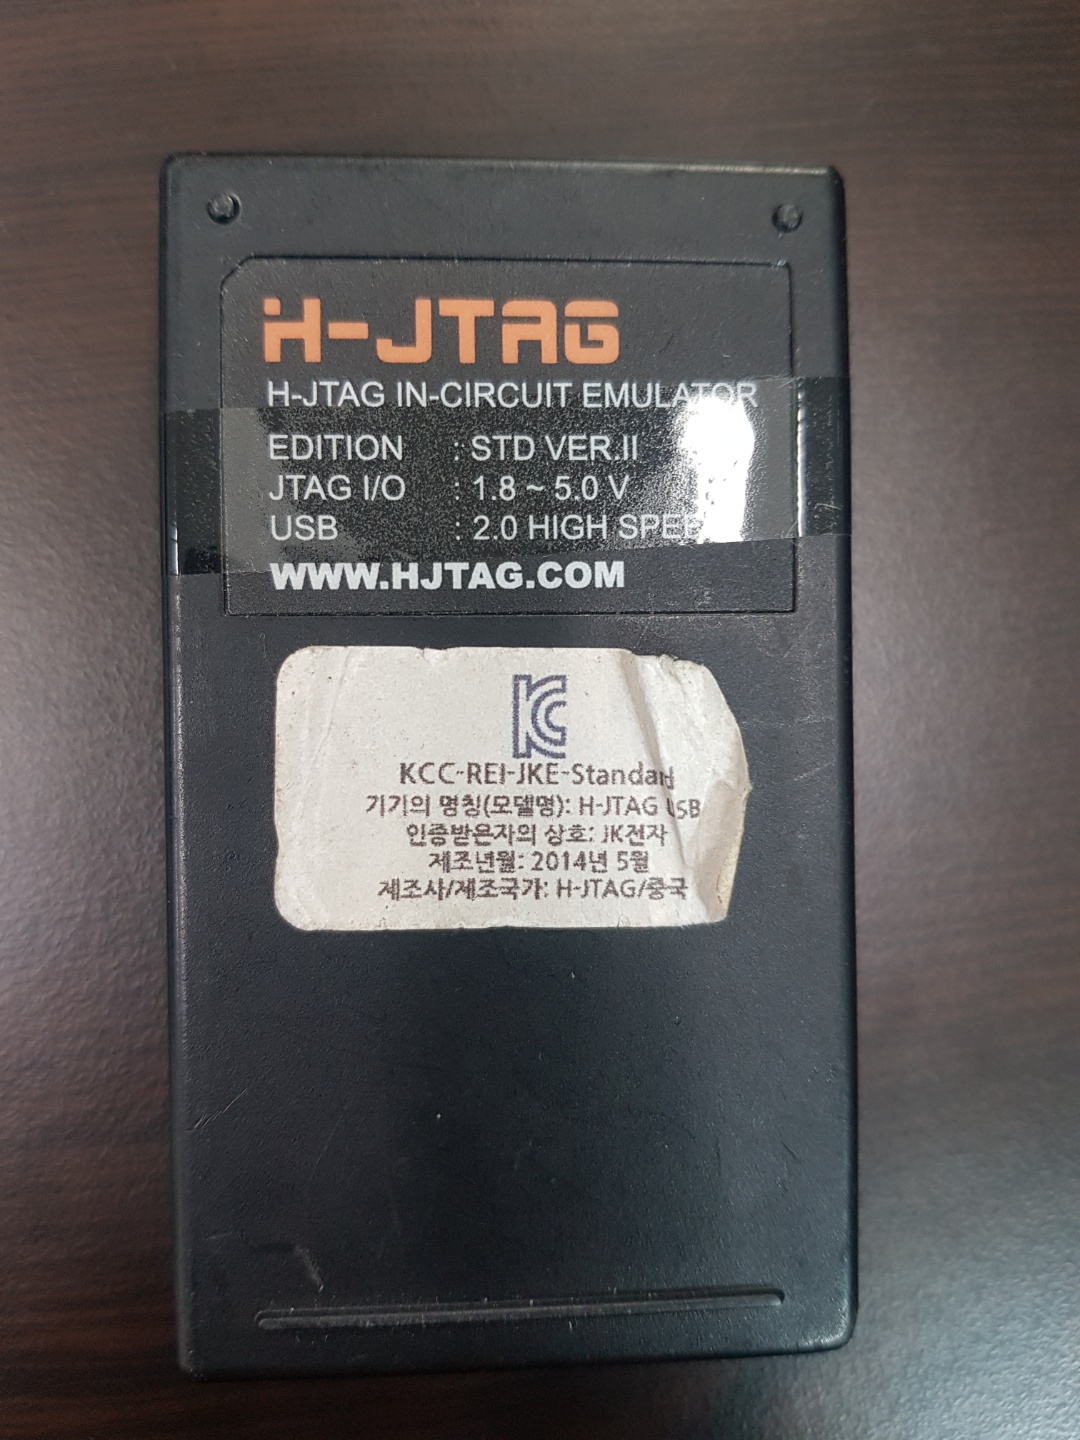 H-JTAG
H-JTAG IN-CIRCUIT EMULATOR
EDITION : STD VER.II
JTAG I/O : 1.8 ~ 5.0 V
USB : 2.0 HIGH SPEED
WWW.HJTAG.COM
KC
KCC-REI-JKE-Standard
기기의 명칭(모델명): H-JTAG USB
인증받은자의 상호: JK전자
제조년월: 2014년 5월
제조사/제조국가: H-JTAG/중국